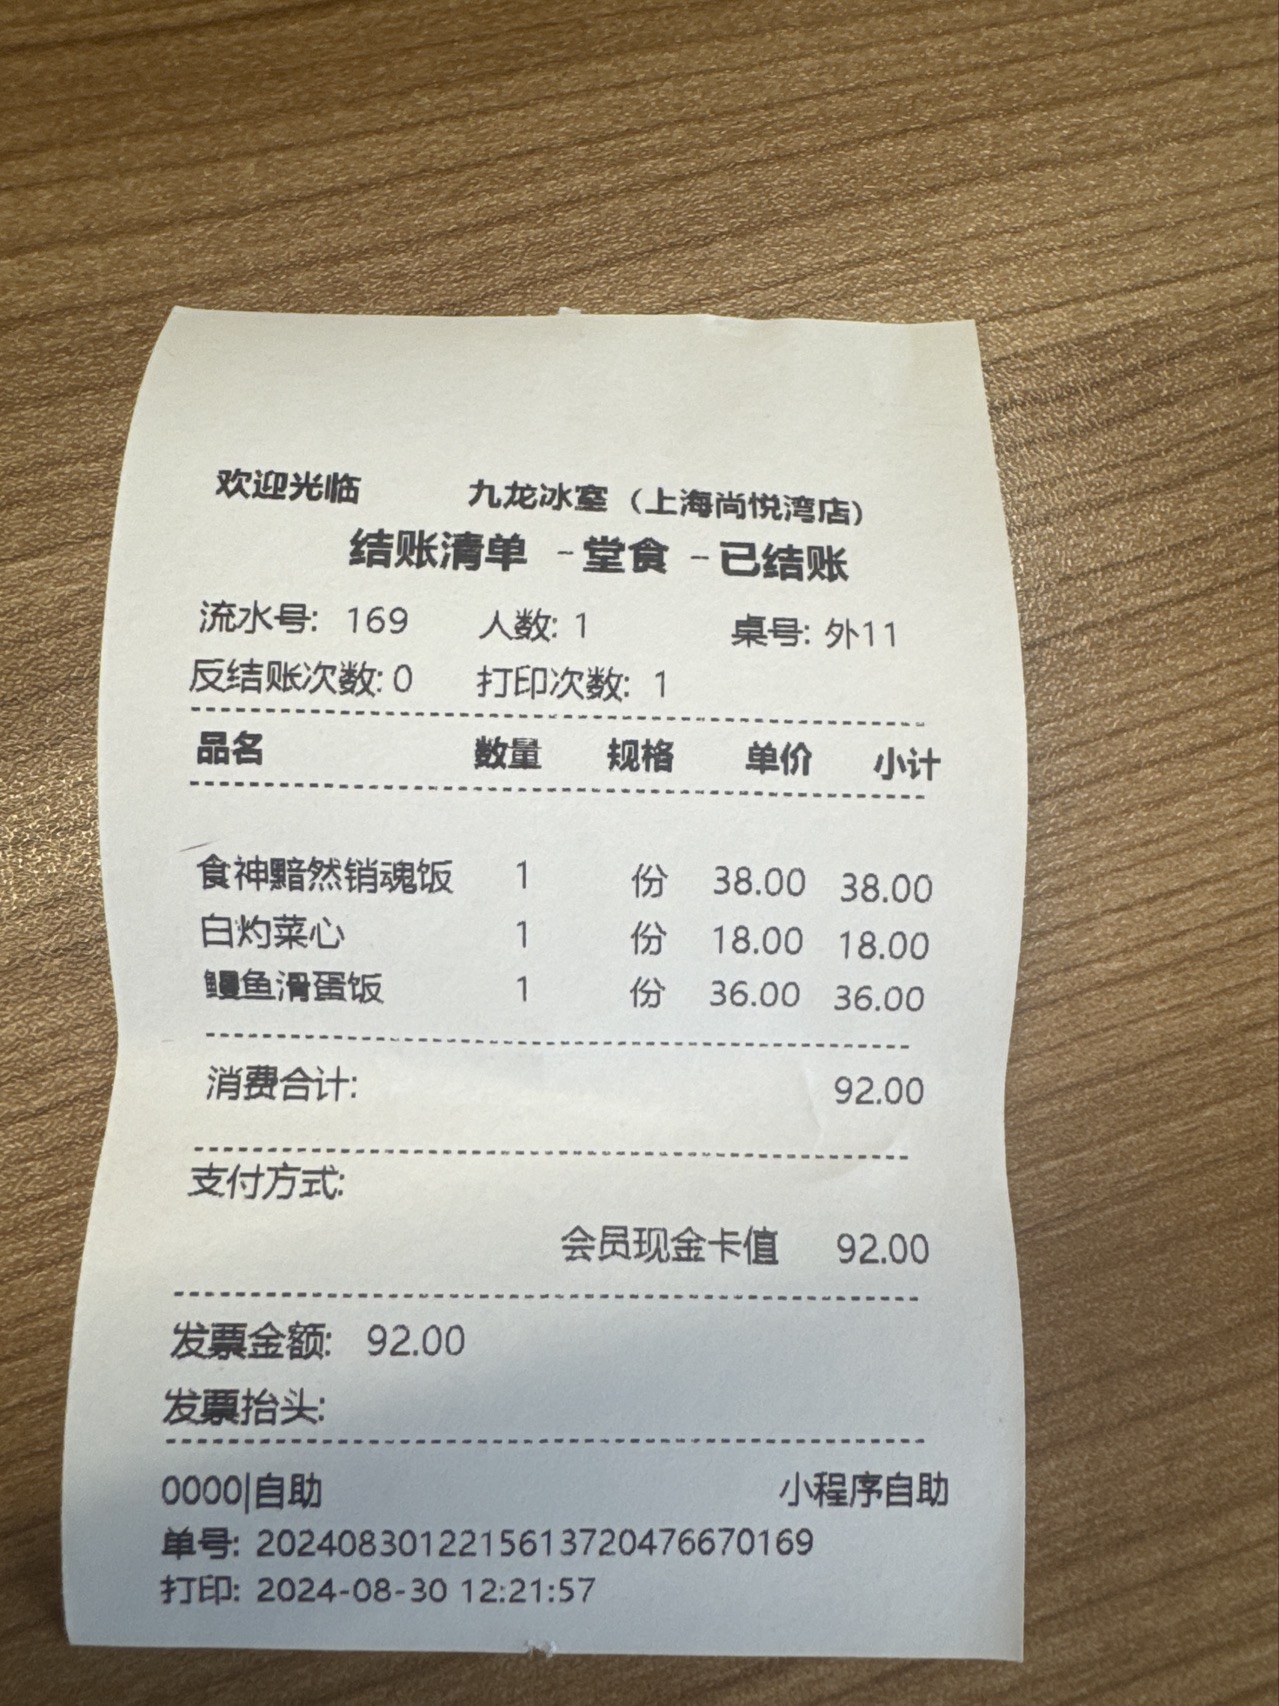 欢迎光临 九龙冰室（上海尚悦湾店）
结账清单 -堂食 -已结账
流水号: 169 人数: 1 桌号: 外11
反结账次数: 0 打印次数: 1
品名 数量 规格 单价 小计
食神黯然销魂饭 1 份 38.00 38.00
白灼菜心 1 份 18.00 18.00
鳗鱼滑蛋饭 1 份 36.00 36.00
消费合计: 92.00
支付方式:
会员现金卡值 92.00
发票金额: 92.00
发票抬头:
0000|自助 小程序自助
单号: 202408301221561372047667​0169
打印: 2024-08-30 12:21:57